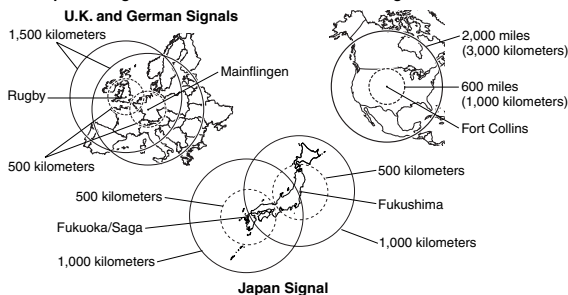 U.K. and German Signals
1,500 kilometers
Mainflingen
Rugby
500 kilometers
2,000 miles
(3,000 kilometers)
600 miles
(1,000 kilometers)
Fort Collins
500 kilometers
500 kilometers
Fukushima
Fukuoka/Saga
1,000 kilometers
1,000 kilometers
Japan Signal